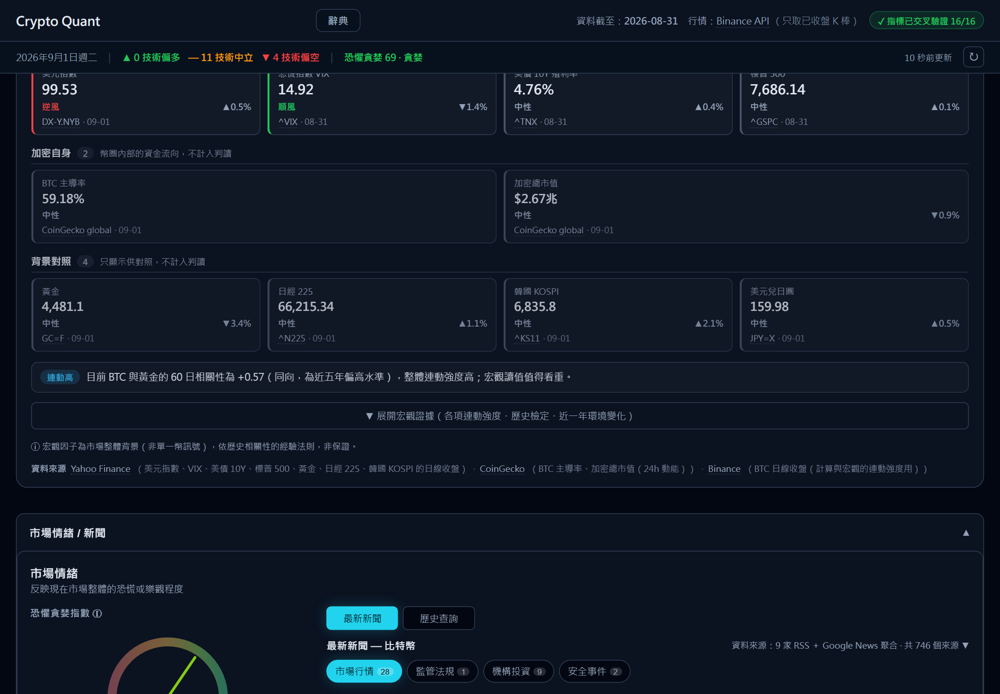 Crypto Quant
辭典
資料截至：2026-08-31 行情：Binance API（只取已收盤 K 棒）
✓ 指標已交叉驗證 16/16
2026年9月1日週二
▲ 0 技術偏多 — 11 技術中立 ▼ 4 技術偏空
恐懼貪婪 69 · 貪婪
10 秒前更新
↻
美元指數
99.53
逆風 ▲0.5%
DX-Y.NYB · 09-01
恐慌指數 VIX
14.92
順風 ▼1.4%
^VIX · 08-31
美債 10Y 殖利率
4.76%
中性 ▲0.4%
^TNX · 08-31
標普 500
7,686.14
中性 ▲0.1%
^GSPC · 08-31
加密自身 2 幣圈內部的資金流向，不計入判讀
BTC 主導率
59.18%
中性
CoinGecko global · 09-01
加密總市值
$2.67兆
中性 ▼0.9%
CoinGecko global · 09-01
背景對照 4 只顯示供對照，不計入判讀
黃金
4,481.1
中性 ▼3.4%
GC=F · 09-01
日經 225
66,215.34
中性 ▲1.1%
^N225 · 09-01
韓國 KOSPI
6,835.8
中性 ▲2.1%
^KS11 · 09-01
美元兌日圓
159.98
中性 ▲0.5%
JPY=X · 09-01
連動高 目前 BTC 與黃金的 60 日相關性為 +0.57（同向，為近五年偏高水準），整體連動強度高；宏觀讀值值得看重。
▼ 展開宏觀證據（各項連動強度 · 歷史檢定 · 近一年環境變化）
ⓘ 宏觀因子為市場整體背景（非單一幣訊號），依歷史相關性的經驗法則，非保證。
資料來源 Yahoo Finance （美元指數、VIX、美債 10Y、標普 500、黃金、日經 225、韓國 KOSPI 的日線收盤） · CoinGecko （BTC 主導率、加密總市值（24h 動能）） · Binance （BTC 日線收盤（計算與宏觀的連動強度用））
市場情緒 / 新聞 ▲
市場情緒
反映現在市場整體的恐慌或樂觀程度
恐懼貪婪指數 ⓘ
最新新聞
歷史查詢
最新新聞 — 比特幣
資料來源：9 家 RSS + Google News 聚合 · 共 746 個來源 ▼
市場行情 28
監管法規 1
機構投資 9
安全事件 2